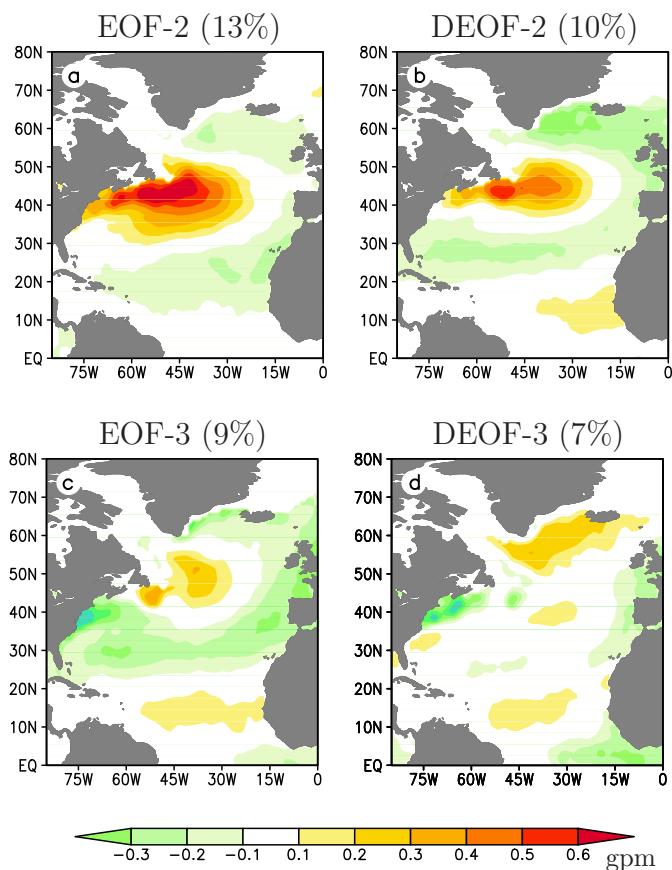 EOF-2 (13%) DEOF-2 (10%)
80N 80N
a b
70N 70N
60N 60N
50N 50N
40N 40N
30N 30N
20N 20N
10N 10N
EQ EQ
75W 60W 45W 30W 15W 0 75W 60W 45W 30W 15W 0
EOF-3 (9%) DEOF-3 (7%)
80N 80N
c d
70N 70N
60N 60N
50N 50N
40N 40N
30N 30N
20N 20N
10N 10N
EQ EQ
75W 60W 45W 30W 15W 0 75W 60W 45W 30W 15W 0
−0.3 −0.2 −0.1 0.1 0.2 0.3 0.4 0.5 0.6 gpm